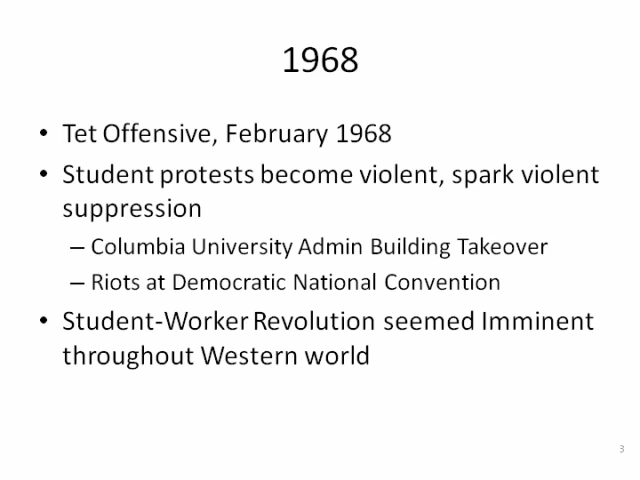 1968
• Tet Offensive, February 1968
• Student protests become violent, spark violent
suppression
– Columbia University Admin Building Takeover
– Riots at Democratic National Convention
• Student-Worker Revolution seemed Imminent
throughout Western world
3